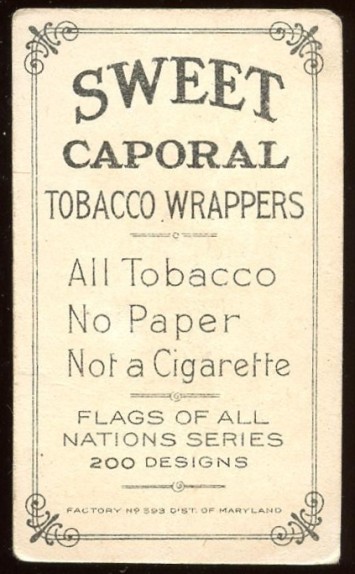 SWEET
CAPORAL
TOBACCO WRAPPERS
All Tobacco
No Paper
Not a Cigarette
FLAGS OF ALL
NATIONS SERIES
200 DESIGNS
FACTORY Nº 593 DIST. OF MARYLAND